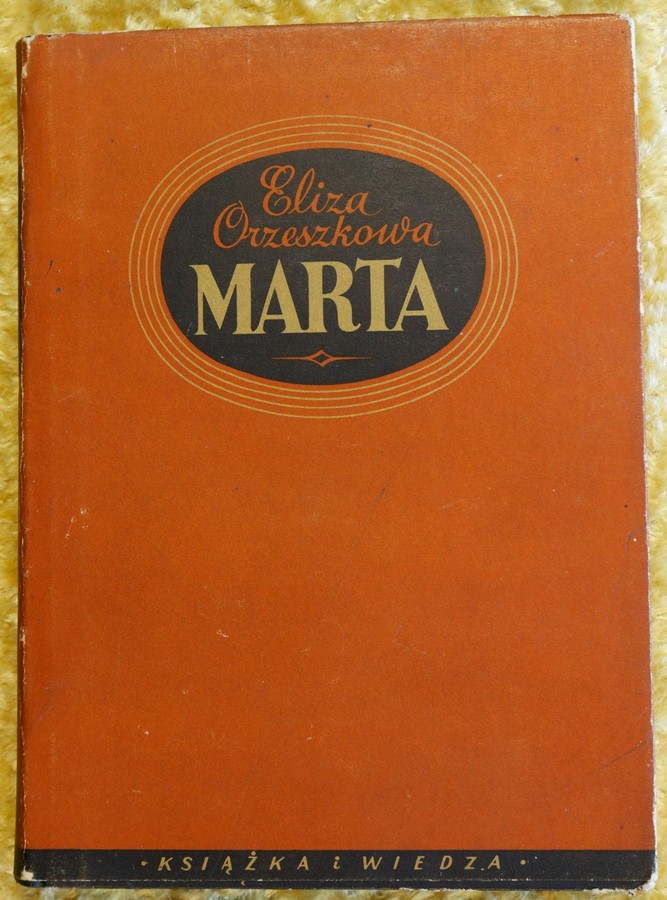 Eliza
Orzeszkowa
MARTA
· KSIĄŻKA i WIEDZA ·